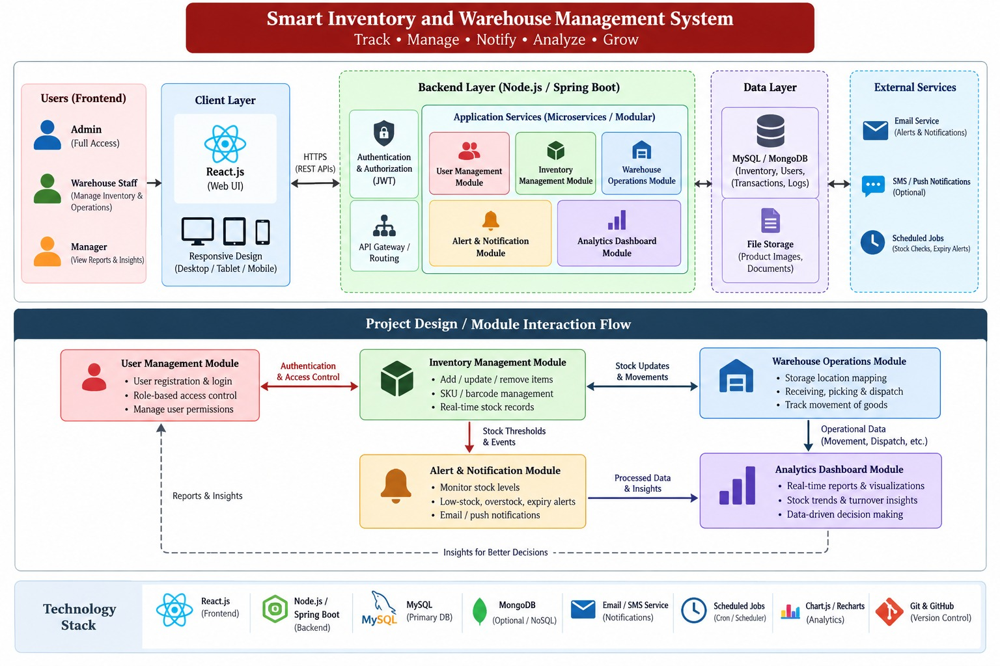 Smart Inventory and Warehouse Management System
Track • Manage • Notify • Analyze • Grow
Users (Frontend)
Admin
(Full Access)
Warehouse Staff
(Manage Inventory &
Operations)
Manager
(View Reports & Insights)
Client Layer
React.js
(Web UI)
Responsive Design
(Desktop / Tablet / Mobile)
HTTPS
(REST APIs)
Backend Layer (Node.js / Spring Boot)
Authentication
& Authorization
(JWT)
API Gateway /
Routing
Application Services (Microservices / Modular)
User Management
Module
Inventory
Management Module
Warehouse
Operations Module
Alert & Notification
Module
Analytics Dashboard
Module
Data Layer
MySQL / MongoDB
(Inventory, Users,
(Transactions, Logs)
File Storage
(Product Images,
Documents)
External Services
Email Service
(Alerts & Notifications)
SMS / Push Notifications
(Optional)
Scheduled Jobs
(Stock Checks, Expiry Alerts)
Project Design / Module Interaction Flow
User Management Module
• User registration & login
• Role-based access control
• Manage user permissions
Authentication
& Access Control
Inventory Management Module
• Add / update / remove items
• SKU / barcode management
• Real-time stock records
Stock Updates
& Movements
Warehouse Operations Module
• Storage location mapping
• Receiving, picking & dispatch
• Track movement of goods
Stock Thresholds
& Events
Operational Data
(Movement, Dispatch, etc.)
Alert & Notification Module
• Monitor stock levels
• Low-stock, overstock, expiry alerts
• Email / push notifications
Processed Data
& Insights
Analytics Dashboard Module
• Real-time reports & visualizations
• Stock trends & turnover insights
• Data-driven decision making
Reports & Insights
Insights for Better Decisions
Technology
Stack
React.js
(Frontend)
Node.js /
Spring Boot
(Backend)
MySQL
MySQL
(Primary DB)
MongoDB
(Optional / NoSQL)
Email / SMS Service
(Notifications)
Scheduled Jobs
(Cron / Scheduler)
Chart.js / Recharts
(Analytics)
Git & GitHub
(Version Control)